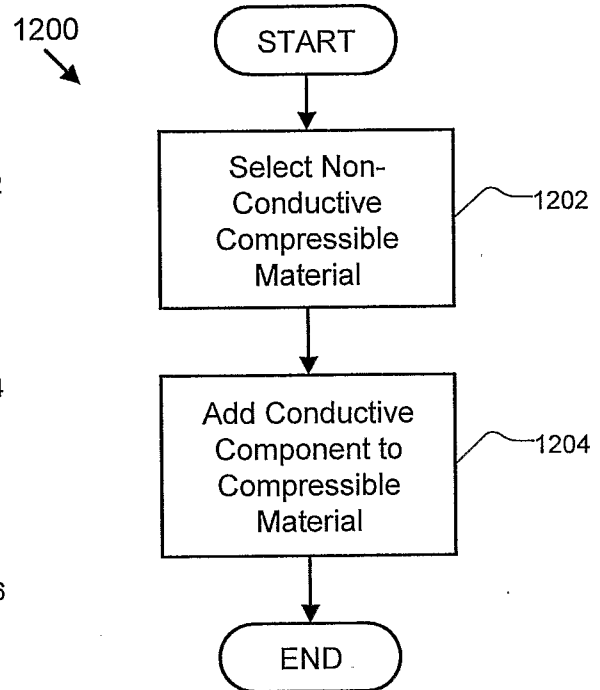 1200
START
Select Non-
Conductive
Compressible
Material
1202
Add Conductive
Component to
Compressible
Material
1204
END